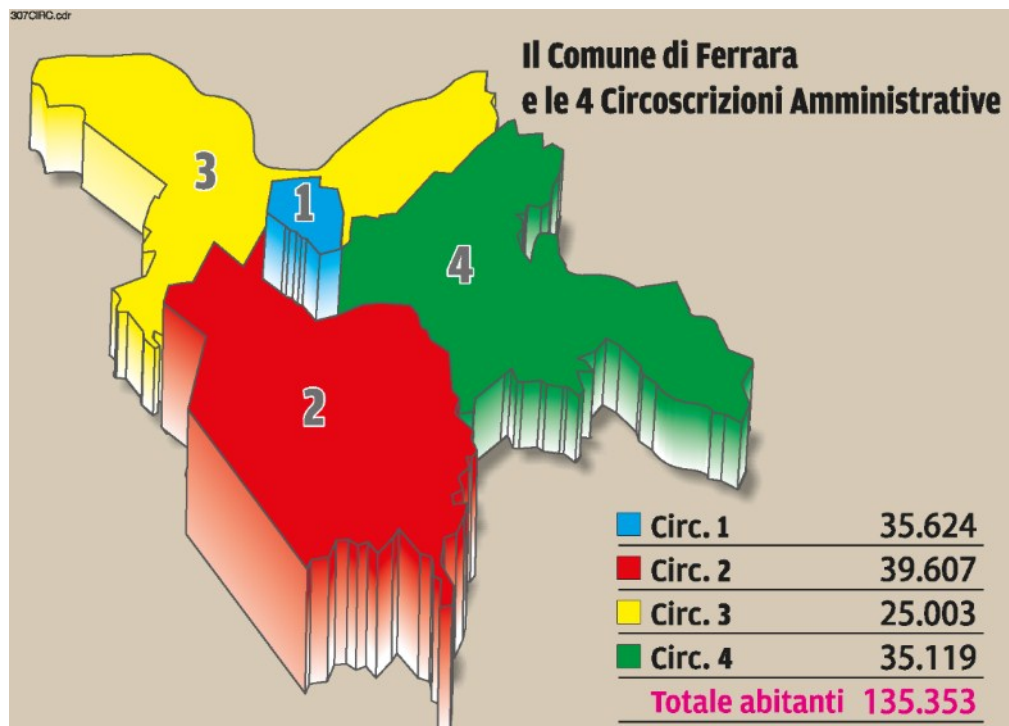 307CIRC.cdr
Il Comune di Ferrara
e le 4 Circoscrizioni Amministrative
3
1
4
2
Circ. 1 35.624
Circ. 2 39.607
Circ. 3 25.003
Circ. 4 35.119
Totale abitanti 135.353